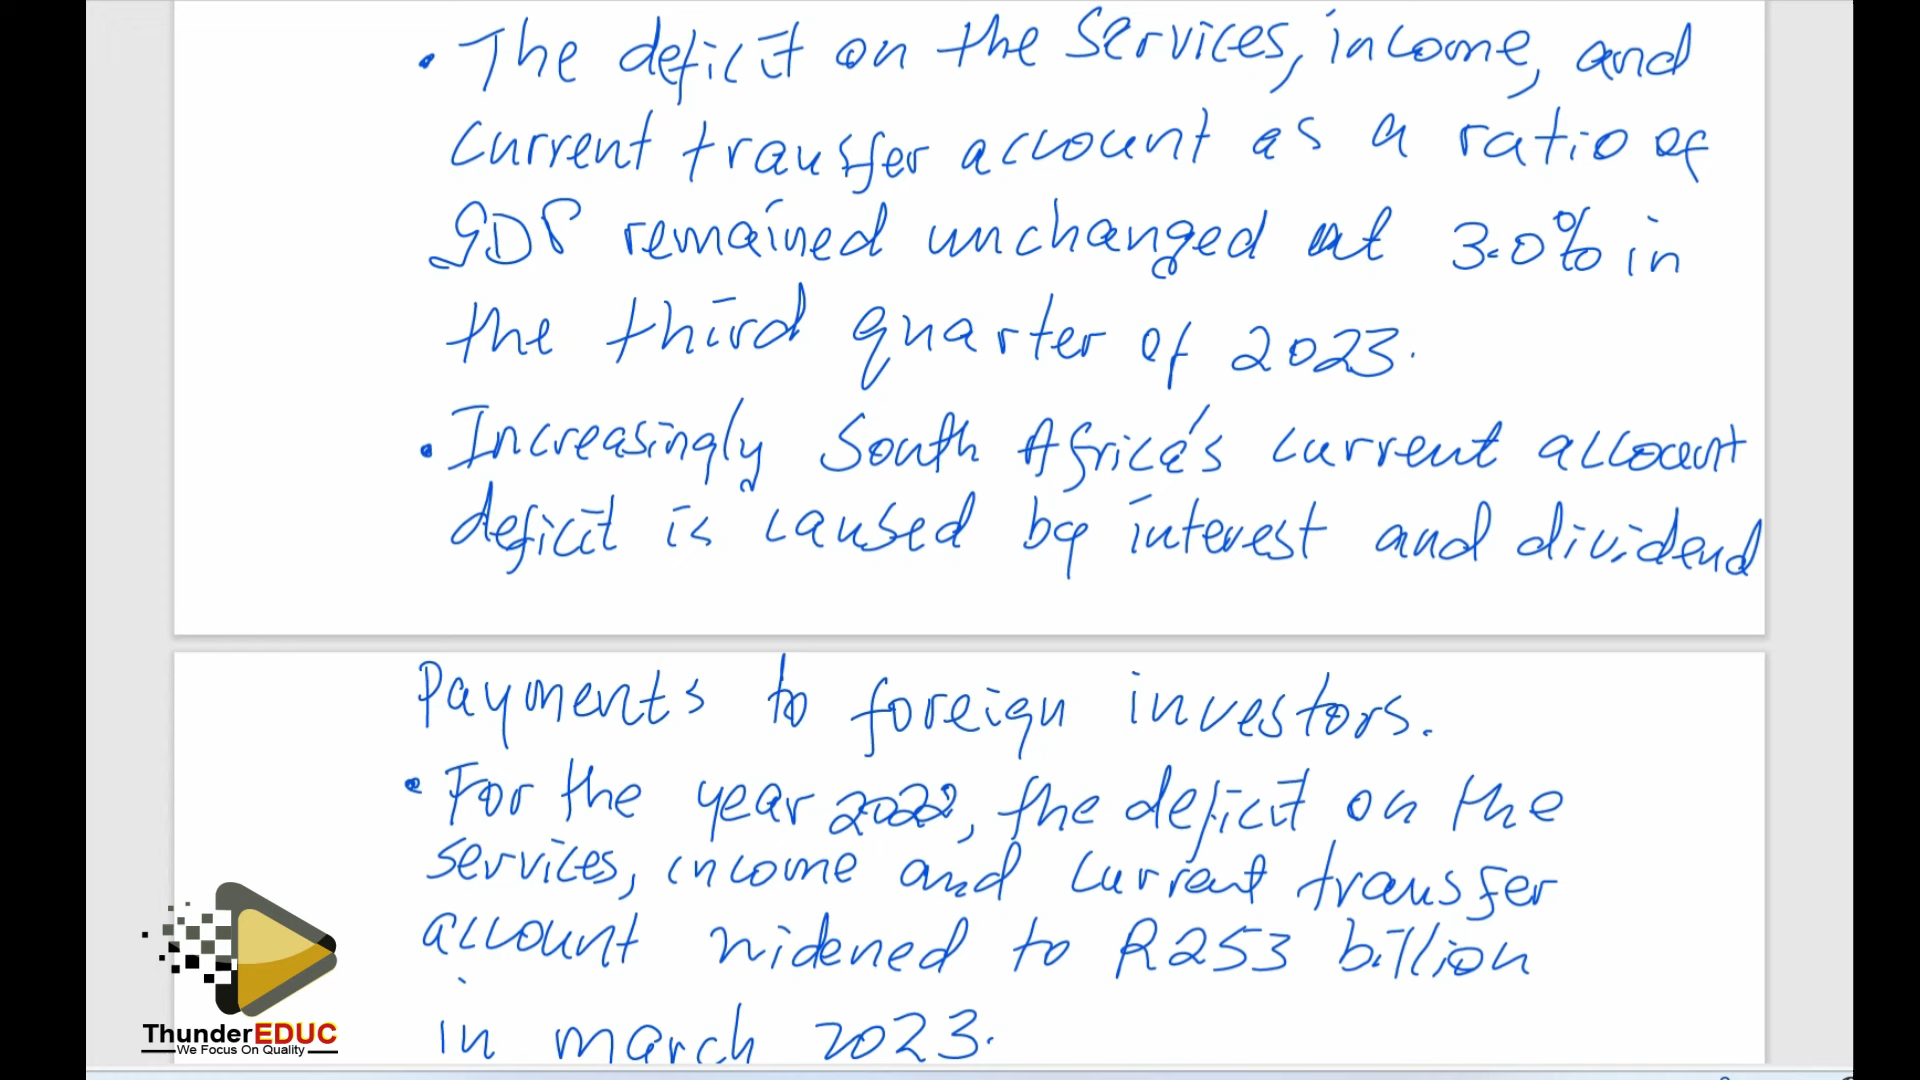 • The deficit on the Services, income, and
current transfer account as a ratio of
GDP remained unchanged at 3.0% in
the third quarter of 2023.
• Increasingly South Africa's current account
deficit is caused by interest and dividend
Payments to foreign investors.
• For the year 2022, the deficit on the
services, income and current transfer
account widened to R253 billion
in march 2023.
ThunderEDUC
We Focus On Quality